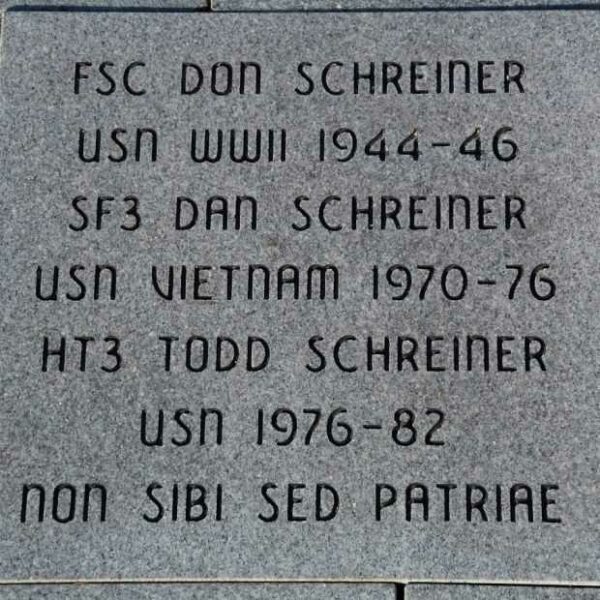 FSC DON SCHREINER
USN WWII 1944-46
SF3 DAN SCHREINER
USN VIETNAM 1970-76
HT3 TODD SCHREINER
USN 1976-82
NON SIBI SED PATRIAE